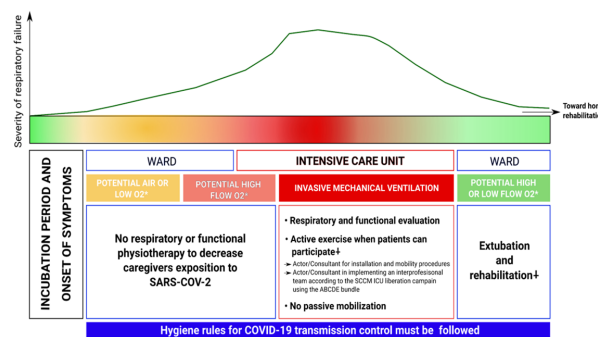 Severity of respiratory failure
Toward hom
rehabilitatio
INCUBATION PERIOD AND
ONSET OF SYMPTOMS
WARD
INTENSIVE CARE UNIT
WARD
POTENTIAL AIR OR
LOW O2*
POTENTIAL HIGH
FLOW O2*
INVASIVE MECHANICAL VENTILATION
POTENTIAL HIGH
OR LOW FLOW O2*
No respiratory or functional
physiotherapy to decrease
caregivers exposition to
SARS-COV-2
• Respiratory and functional evaluation
• Active exercise when patients can
participate↓
→ Actor/Consultant for installation and mobility procedures
→ Actor/Consultant in implementing an interprofesisonal
team according to the SCCM ICU liberation campain
using the ABCDE bundle
• No passive mobilization
Extubation
and
rehabilitation↓
Hygiene rules for COVID-19 transmission control must be followed